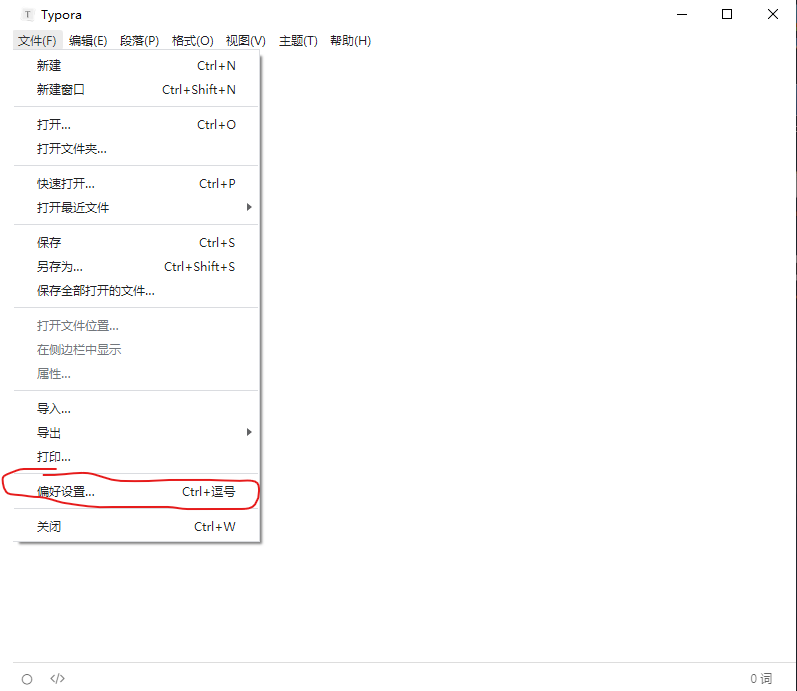 T Typora
文件(F) 编辑(E) 段落(P) 格式(O) 视图(V) 主题(T) 帮助(H)
新建 Ctrl+N
新建窗口 Ctrl+Shift+N
打开... Ctrl+O
打开文件夹...
快速打开... Ctrl+P
打开最近文件
保存 Ctrl+S
另存为... Ctrl+Shift+S
保存全部打开的文件...
打开文件位置...
在侧边栏中显示
属性...
导入...
导出
打印...
偏好设置... Ctrl+逗号
关闭 Ctrl+W
</> 0 词